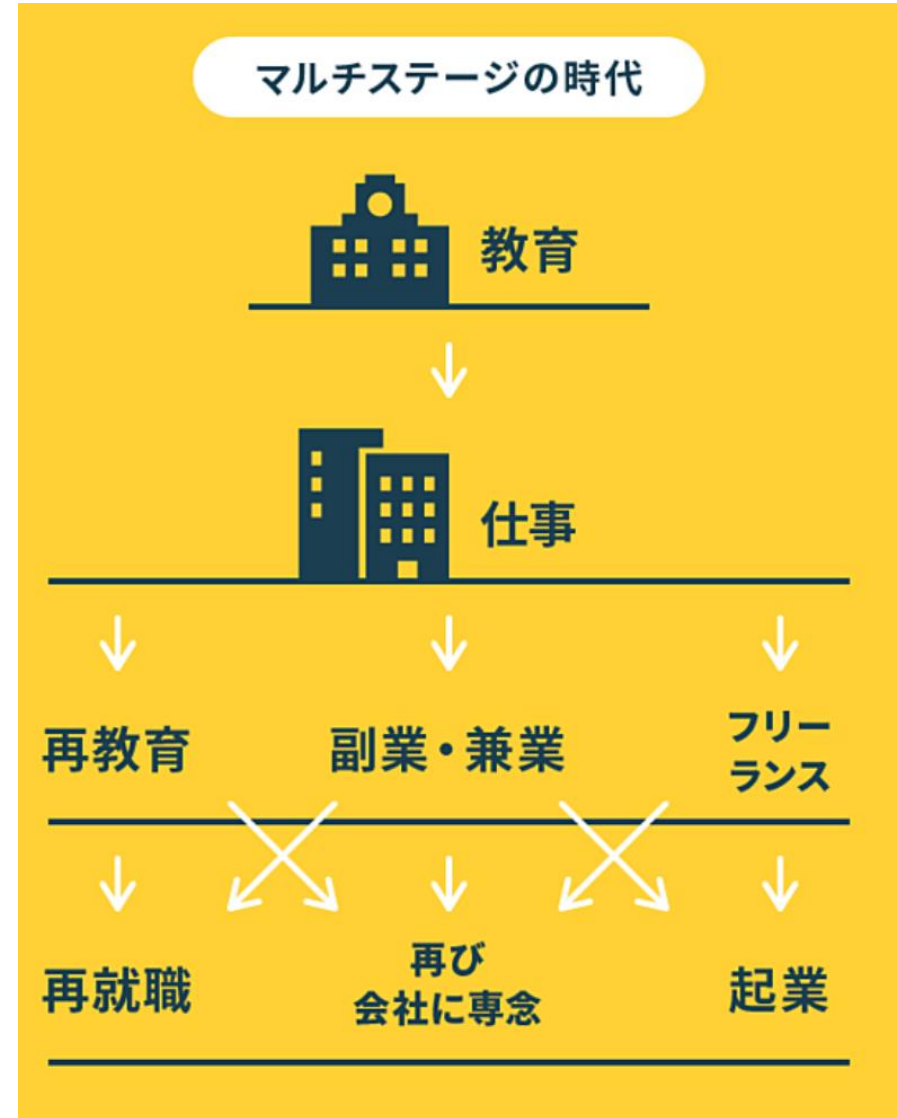 マルチステージの時代
教育
仕事
再教育
副業・兼業
フリー
ランス
再就職
再び
会社に専念
起業